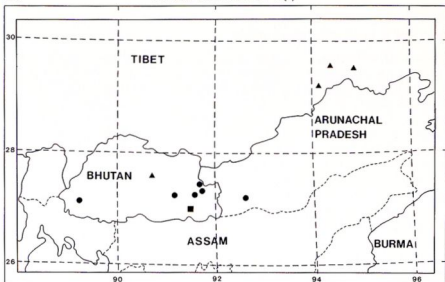 30
TIBET
ARUNACHAL
PRADESH
28
BHUTAN
ASSAM
BURMA
26
90
92
94
96